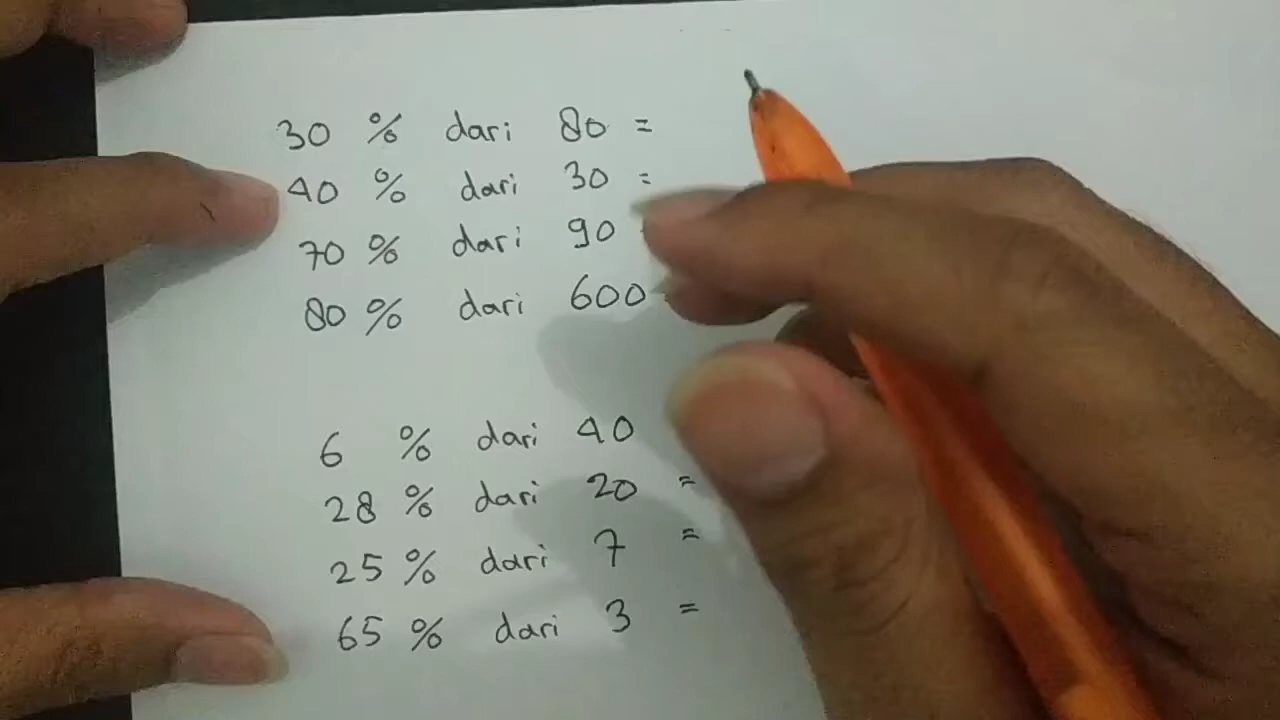 30 % dari 80 =
40 % dari 30 =
70 % dari 90
80 % dari 600
6 % dari 40
28 % dari 20 =
25 % dari 7 =
65 % dari 3 =